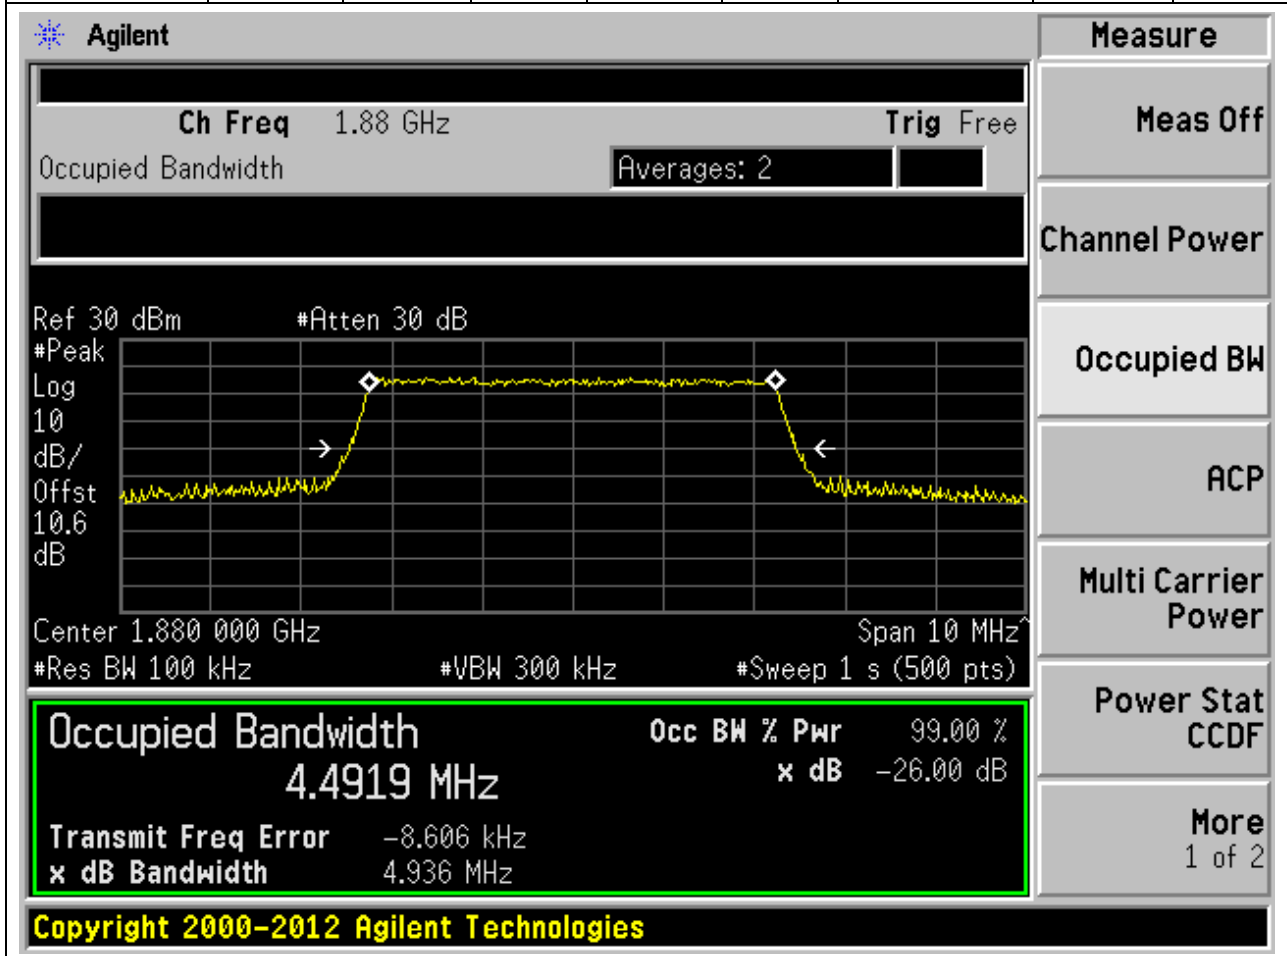 Agilent
Measure
Ch Freq 1.88 GHz Trig Free
Occupied Bandwidth Averages: 2
Meas Off
Channel Power
Occupied BW
ACP
Multi Carrier
Power
Power Stat
CCDF
More
1 of 2
Ref 30 dBm #Atten 30 dB
#Peak
Log
10
dB/
Offst
10.6
dB
Center 1.880 000 GHz Span 10 MHz^
#Res BW 100 kHz #VBW 300 kHz #Sweep 1 s (500 pts)
Occupied Bandwidth Occ BW % Pwr 99.00 %
4.4919 MHz x dB -26.00 dB
Transmit Freq Error -8.606 kHz
x dB Bandwidth 4.936 MHz
Copyright 2000-2012 Agilent Technologies